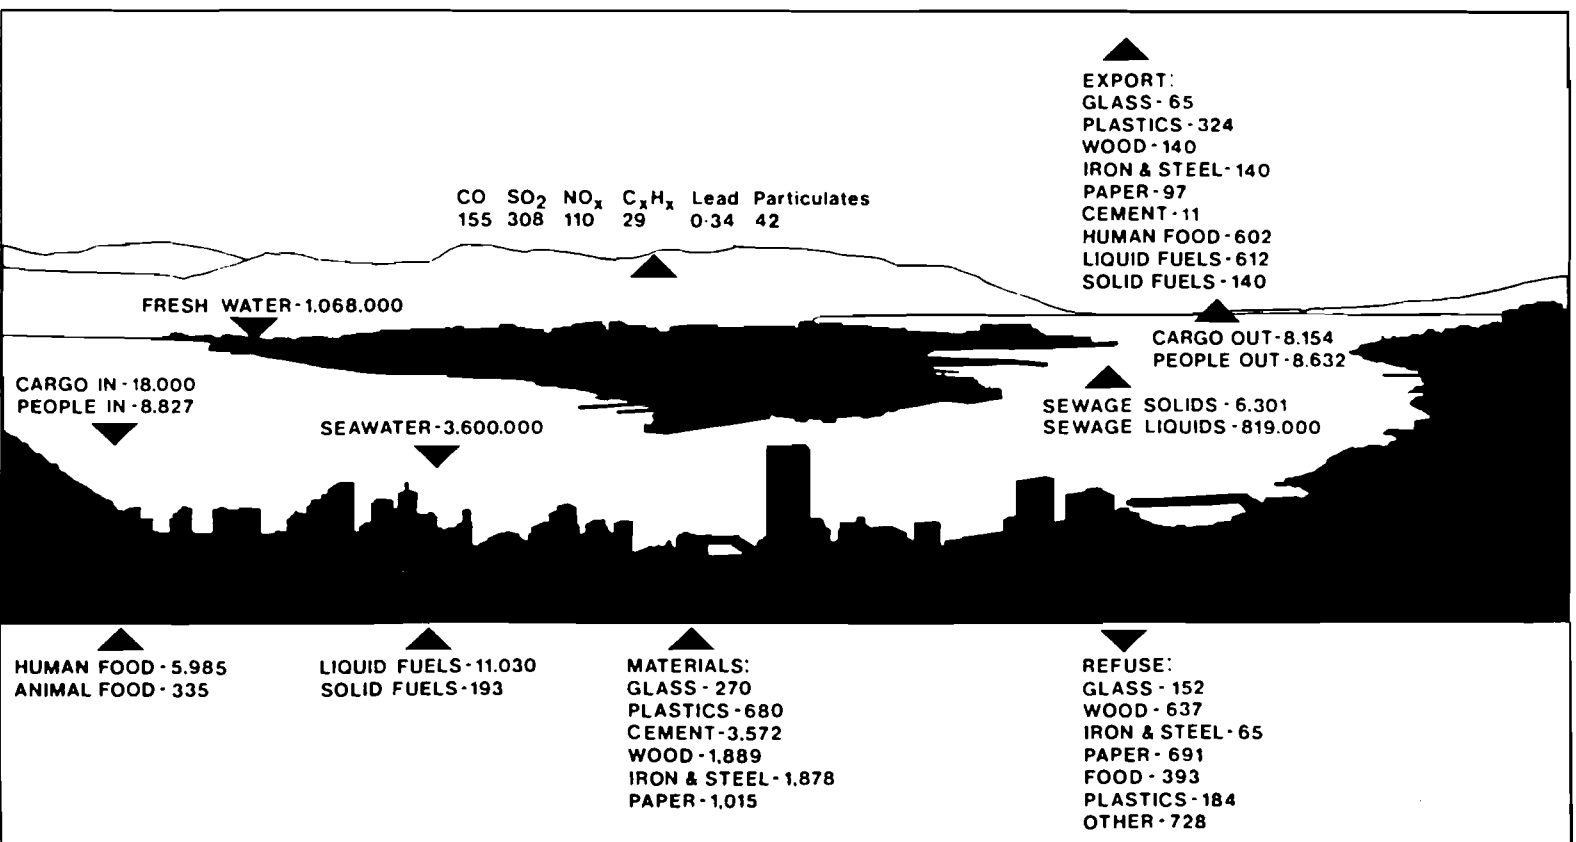 EXPORT:
GLASS - 65
PLASTICS - 324
WOOD - 140
IRON & STEEL - 140
PAPER - 97
CEMENT - 11
HUMAN FOOD - 602
LIQUID FUELS - 612
SOLID FUELS - 140
CO SO2 NOx CxHx Lead Particulates
155 308 110 29 0·34 42
FRESH WATER - 1.068.000
CARGO OUT - 8.154
PEOPLE OUT - 8.632
CARGO IN - 18.000
PEOPLE IN - 8.827
SEAWATER - 3.600.000
SEWAGE SOLIDS - 6.301
SEWAGE LIQUIDS - 819.000
HUMAN FOOD - 5.985
ANIMAL FOOD - 335
LIQUID FUELS - 11.030
SOLID FUELS - 193
MATERIALS:
GLASS - 270
PLASTICS - 680
CEMENT - 3.572
WOOD - 1,889
IRON & STEEL - 1,878
PAPER - 1,015
REFUSE:
GLASS - 152
WOOD - 637
IRON & STEEL - 65
PAPER - 691
FOOD - 393
PLASTICS - 184
OTHER - 728